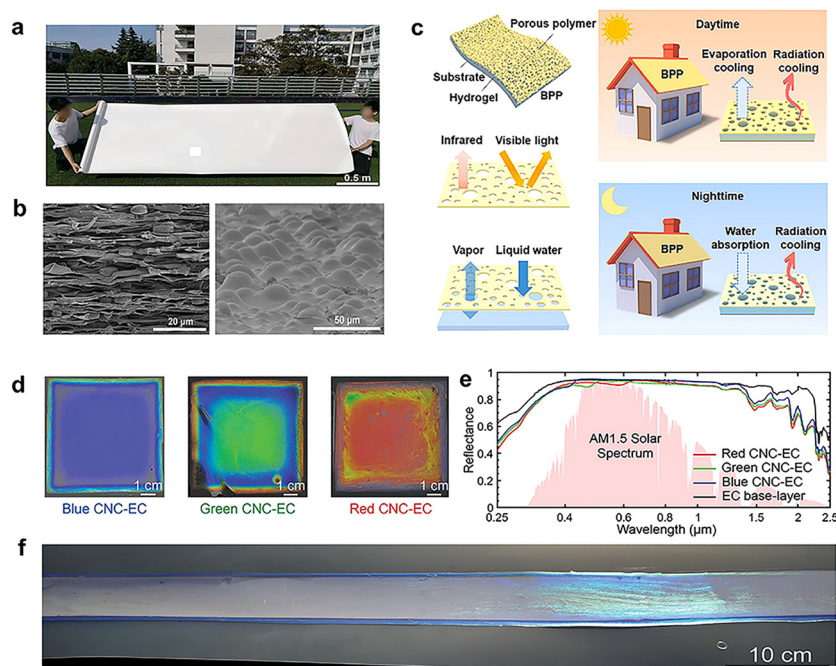 a
0.5 m
b
20 µm
50 µm
c
Porous polymer
Substrate
Hydrogel
BPP
Infrared
Visible light
Vapor
Liquid water
Daytime
BPP
Evaporation
cooling
Radiation
cooling
Nighttime
BPP
Water
absorption
Radiation
cooling
d
1 cm
1 cm
1 cm
Blue CNC-EC
Green CNC-EC
Red CNC-EC
e
Reflectance
1
0.8
0.6
0.4
0.2
0
AM1.5 Solar
Spectrum
Red CNC-EC
Green CNC-EC
Blue CNC-EC
EC base-layer
0.25
0.4
0.6
0.8
1
1.5
2
2.5
Wavelength (µm)
f
10 cm